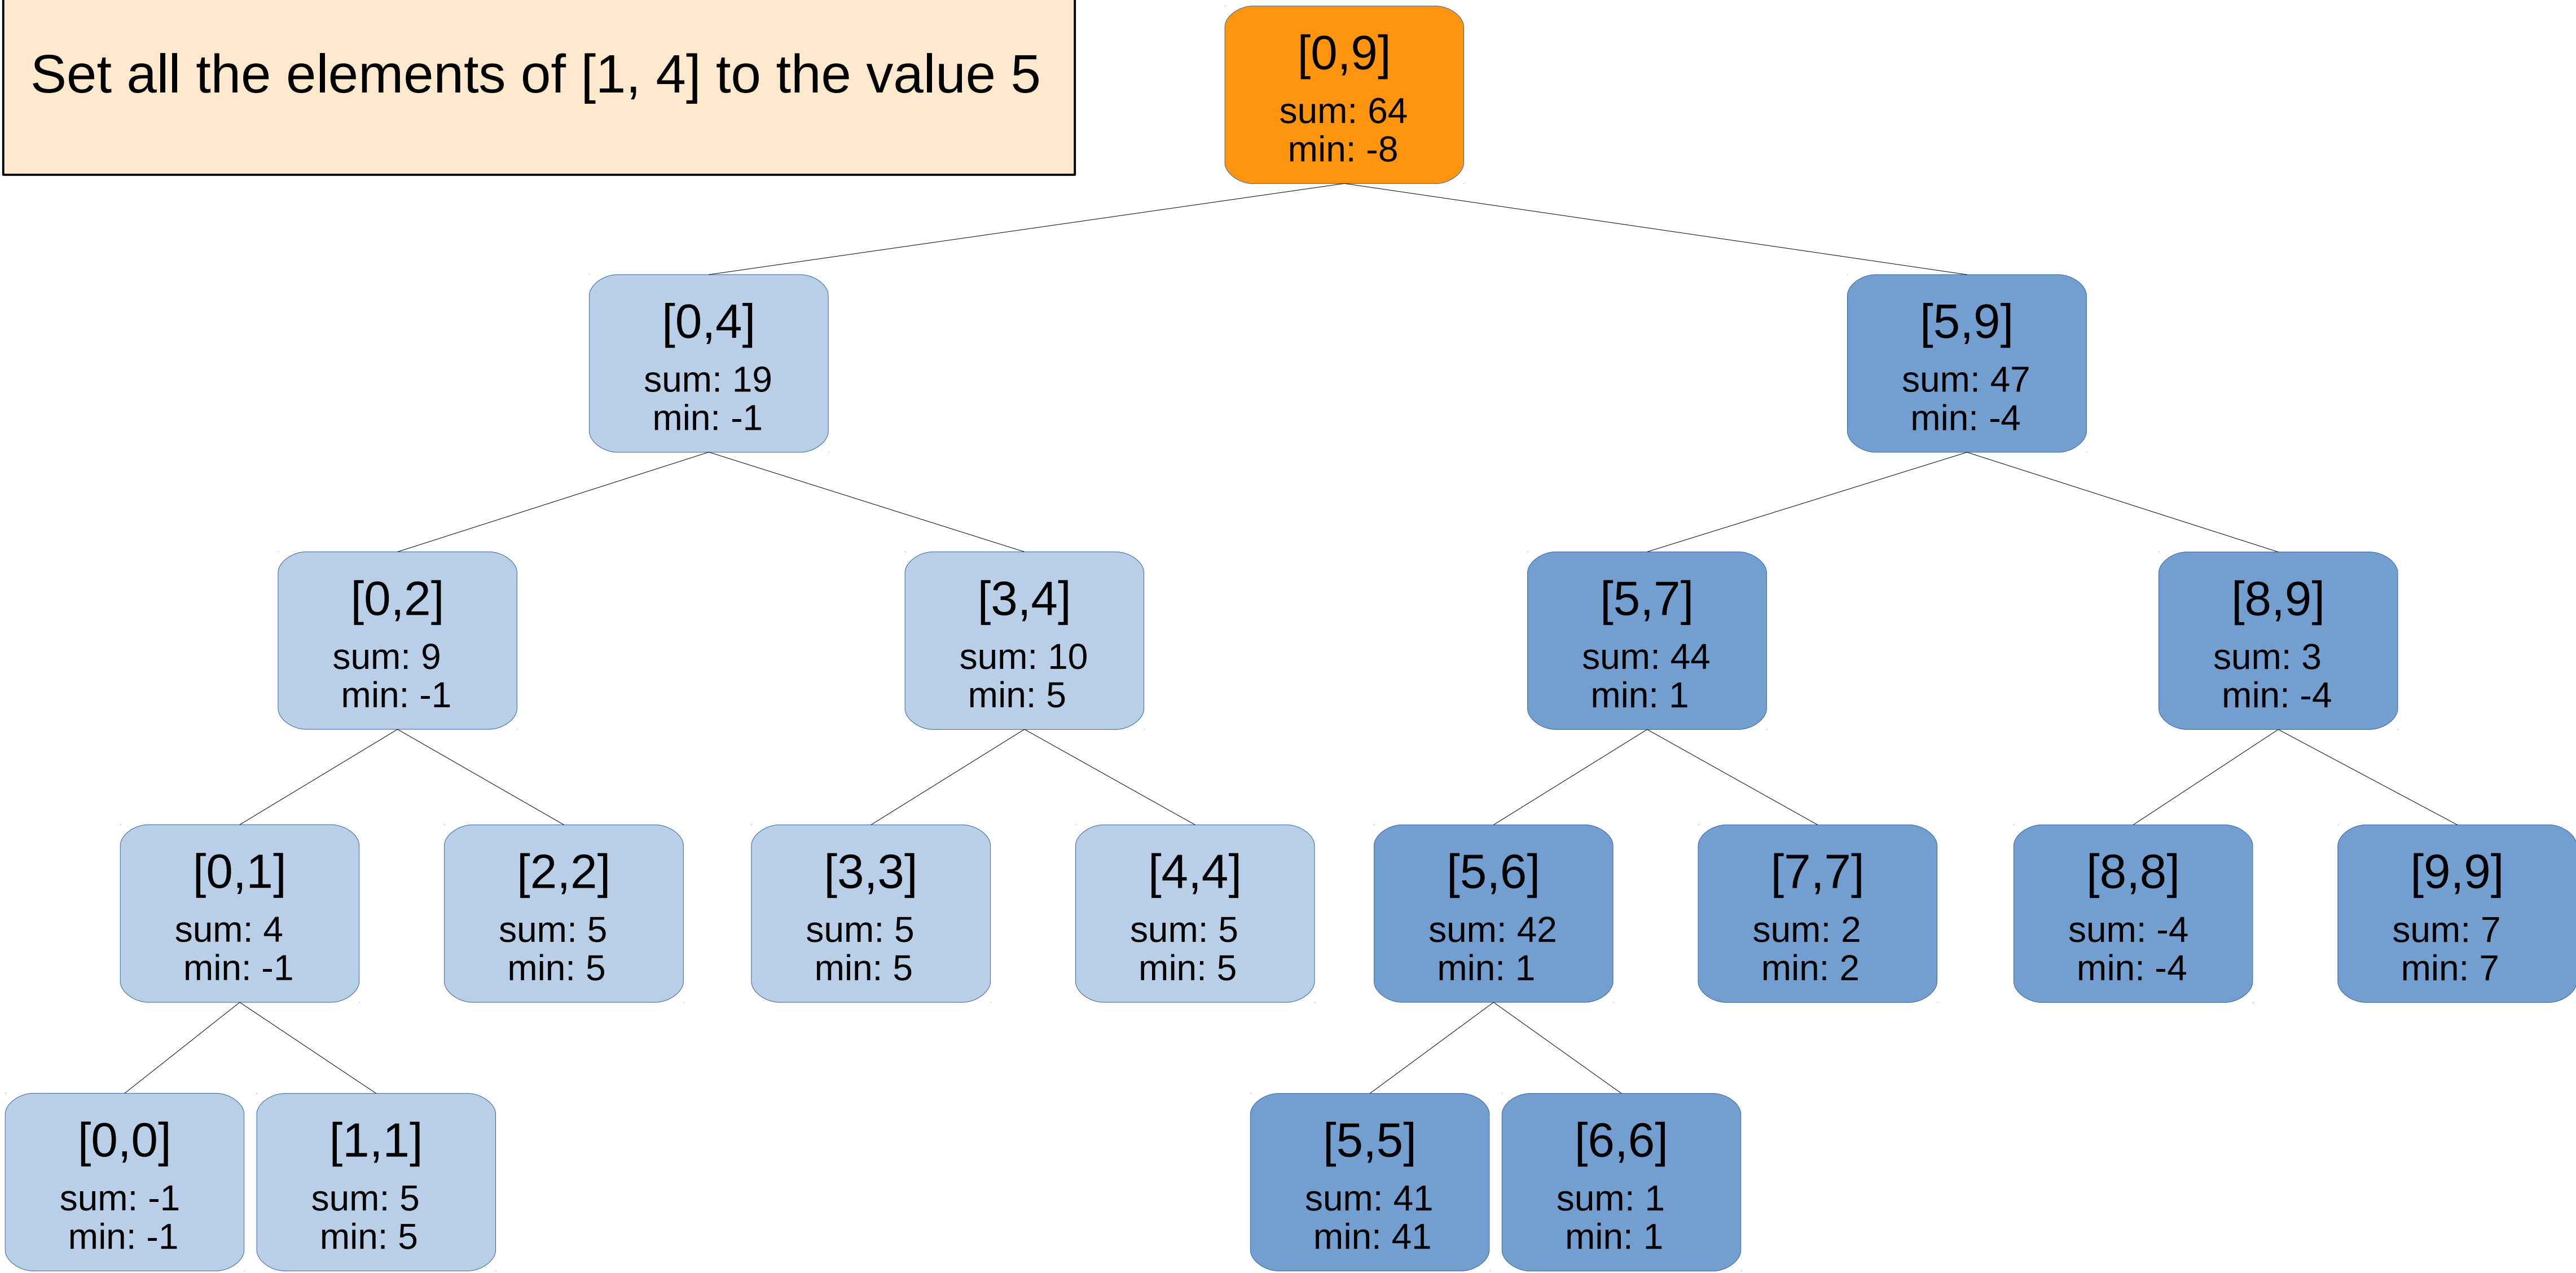 Set all the elements of [1, 4] to the value 5
[0,9]
sum: 64
min: -8
[0,4]
sum: 19
min: -1
[5,9]
sum: 47
min: -4
[0,2]
sum: 9
min: -1
[3,4]
sum: 10
min: 5
[5,7]
sum: 44
min: 1
[8,9]
sum: 3
min: -4
[0,1]
sum: 4
min: -1
[2,2]
sum: 5
min: 5
[3,3]
sum: 5
min: 5
[4,4]
sum: 5
min: 5
[5,6]
sum: 42
min: 1
[7,7]
sum: 2
min: 2
[8,8]
sum: -4
min: -4
[9,9]
sum: 7
min: 7
[0,0]
sum: -1
min: -1
[1,1]
sum: 5
min: 5
[5,5]
sum: 41
min: 41
[6,6]
sum: 1
min: 1